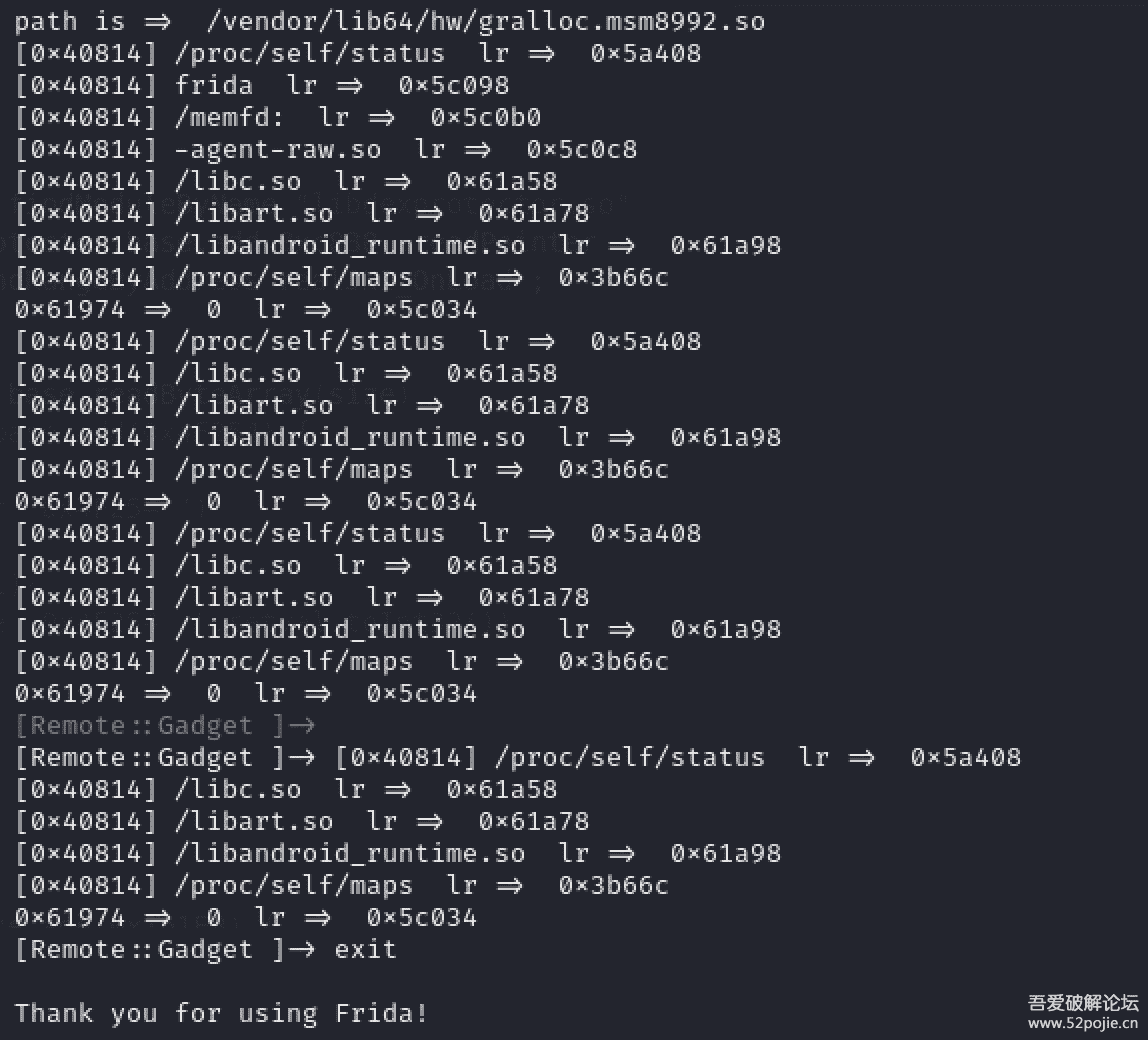 path is => /vendor/lib64/hw/gralloc.msm8992.so
[0×40814] /proc/self/status lr => 0×5a408
[0×40814] frida lr => 0×5c098
[0×40814] /memfd: lr => 0×5c0b0
[0×40814] -agent-raw.so lr => 0×5c0c8
[0×40814] /libc.so lr => 0×61a58
[0×40814] /libart.so lr => 0×61a78
[0×40814] /libandroid_runtime.so lr => 0×61a98
[0×40814] /proc/self/maps lr => 0×3b66c
0×61974 => 0 lr => 0×5c034
[0×40814] /proc/self/status lr => 0×5a408
[0×40814] /libc.so lr => 0×61a58
[0×40814] /libart.so lr => 0×61a78
[0×40814] /libandroid_runtime.so lr => 0×61a98
[0×40814] /proc/self/maps lr => 0×3b66c
0×61974 => 0 lr => 0×5c034
[0×40814] /proc/self/status lr => 0×5a408
[0×40814] /libc.so lr => 0×61a58
[0×40814] /libart.so lr => 0×61a78
[0×40814] /libandroid_runtime.so lr => 0×61a98
[0×40814] /proc/self/maps lr => 0×3b66c
0×61974 => 0 lr => 0×5c034
[Remote::Gadget ]->
[Remote::Gadget ]-> [0×40814] /proc/self/status lr => 0×5a408
[0×40814] /libc.so lr => 0×61a58
[0×40814] /libart.so lr => 0×61a78
[0×40814] /libandroid_runtime.so lr => 0×61a98
[0×40814] /proc/self/maps lr => 0×3b66c
0×61974 => 0 lr => 0×5c034
[Remote::Gadget ]-> exit
Thank you for using Frida!
吾爱破解论坛
www.52pojie.cn